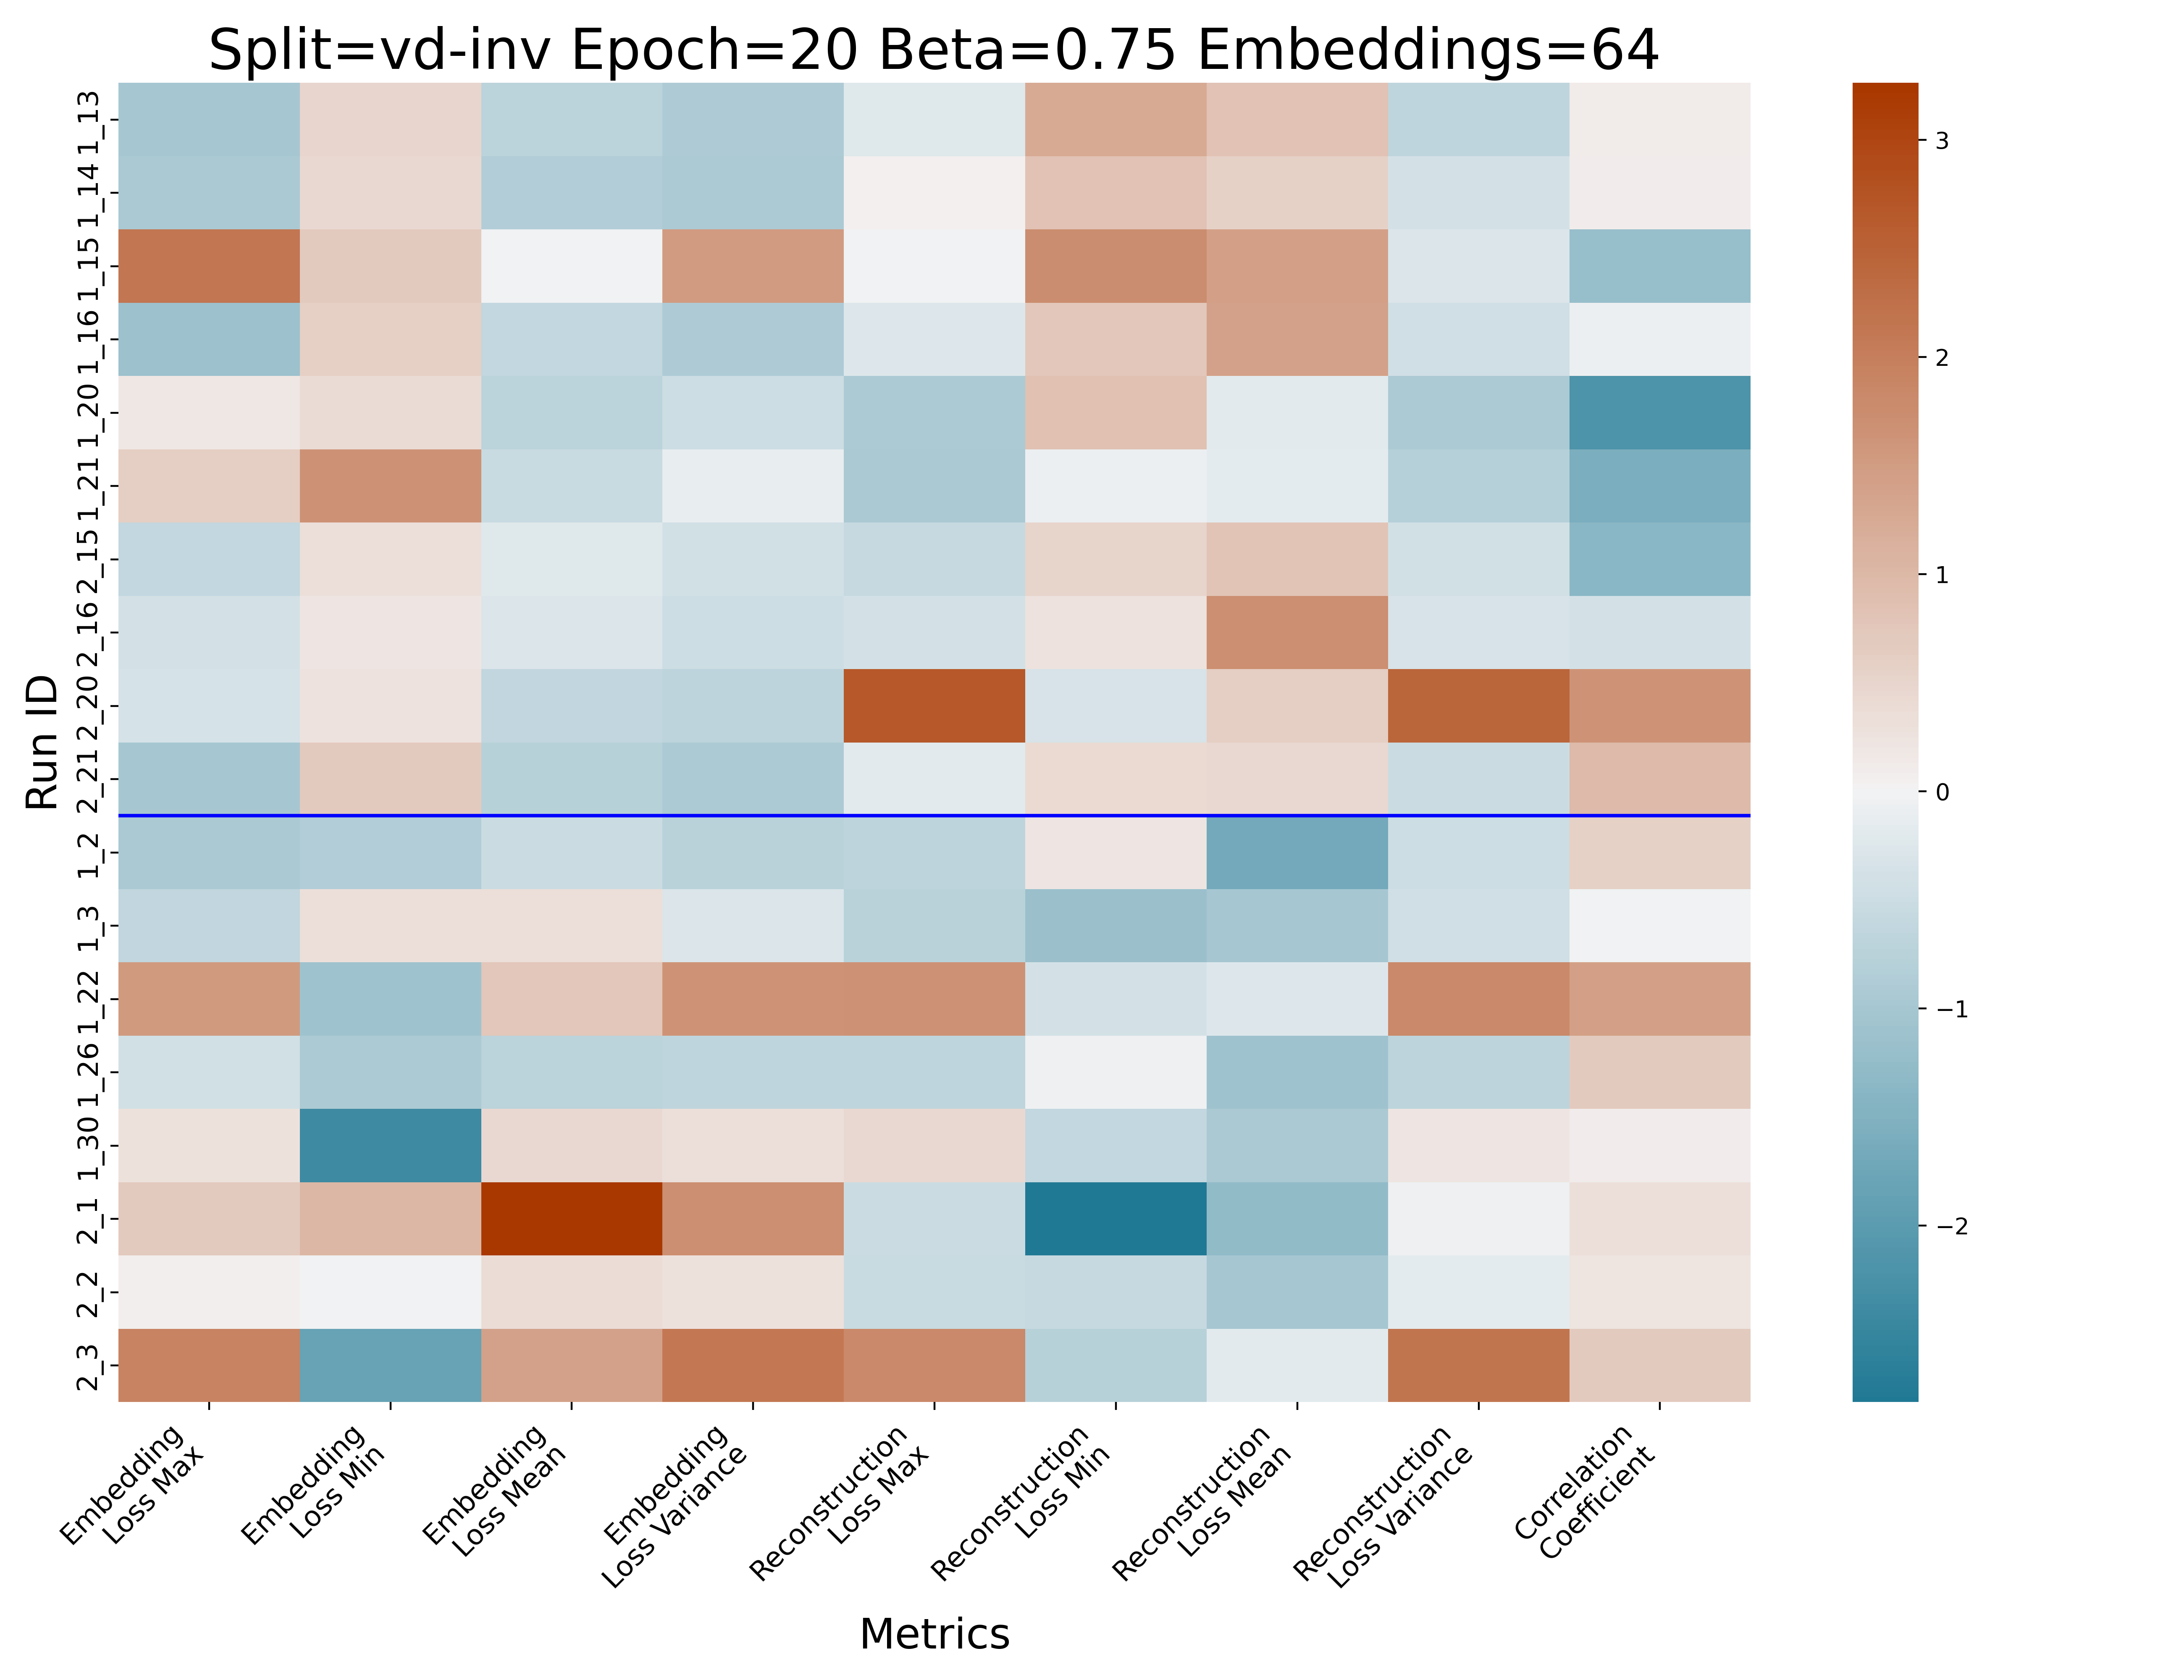 Split=vd-inv Epoch=20 Beta=0.75 Embeddings=64
Run ID
1_13
1_14
1_15
1_16
1_20
1_21
2_15
2_16
2_20
2_21
1_2
1_3
1_22
1_26
1_30
2_1
2_2
2_3
3
2
1
0
−1
−2
Embedding
Loss Max
Embedding
Loss Min
Embedding
Loss Mean
Embedding
Loss Variance
Reconstruction
Loss Max
Reconstruction
Loss Min
Reconstruction
Loss Mean
Reconstruction
Loss Variance
Correlation
Coefficient
Metrics